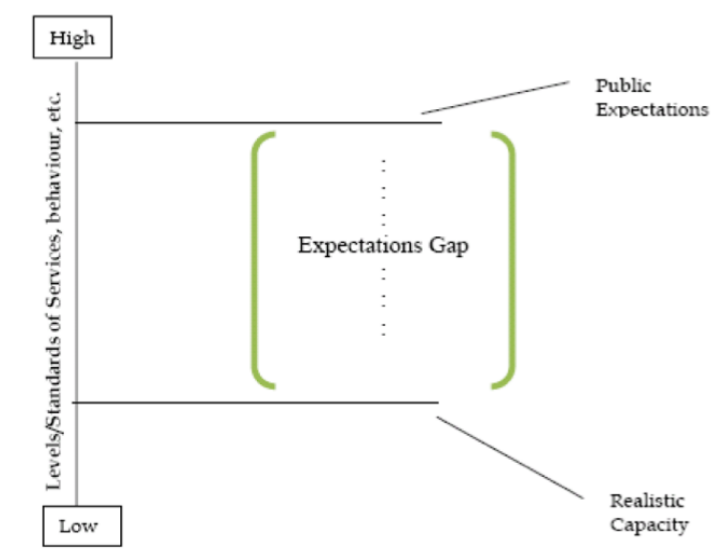 High
Public
Expectations
Levels/Standards of Services, behaviour, etc.
Expectations Gap
Realistic
Capacity
Low